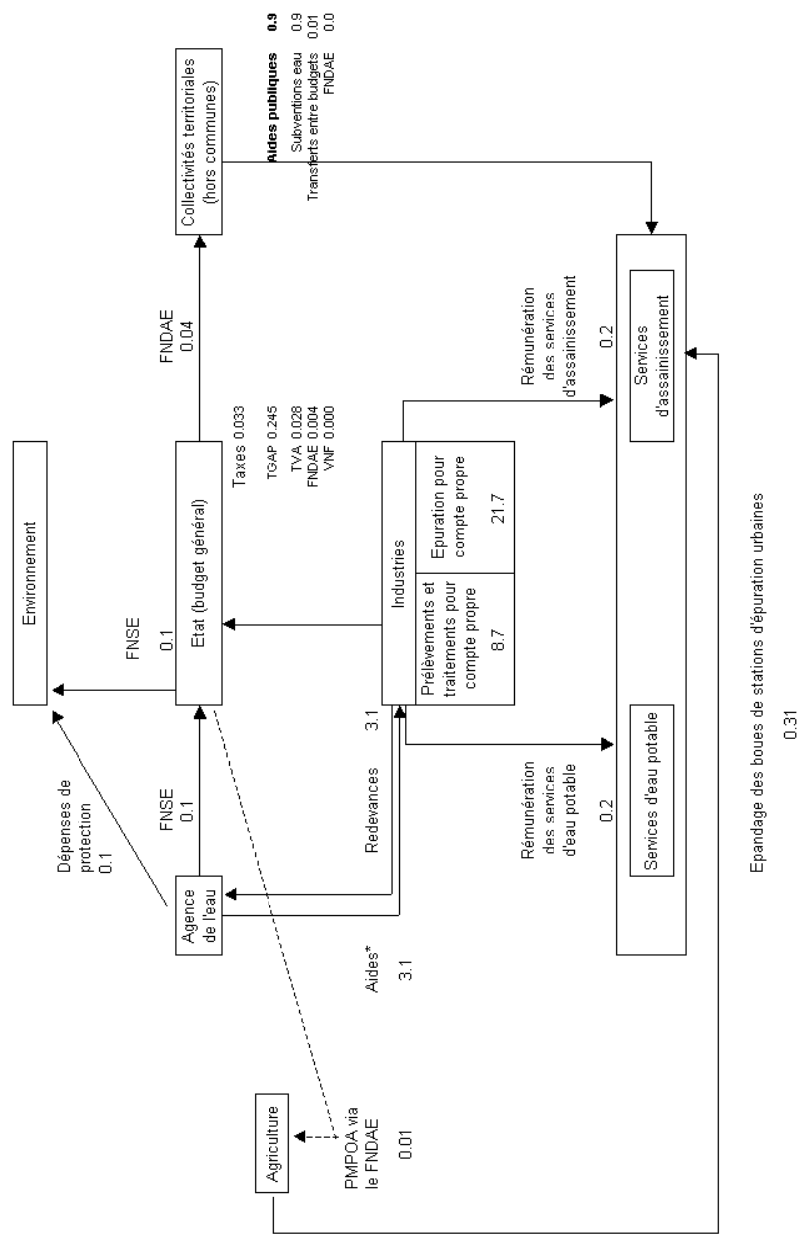 Environnement
Dépenses de
protection
0.1
FNSE
0.1
Agence
de l'eau
FNSE
0.1
Etat (budget général)
FNDAE
0.04
Collectivités territoriales
(hors communes)
Taxes 0.033
TGAP 0.245
TVA 0.028
FNDAE 0.004
VNF 0.000
Aides publiques 0.9
Subventions eau 0.9
Transferts entre budgets 0.01
FNDAE 0.0
Agriculture
PMPOA via
le FNDAE
0.01
Aides*
3.1
Redevances
3.1
Industries
Prélèvements et
traitements pour
compte propre
8.7
Epuration pour
compte propre
21.7
Rémunération
des services
d'eau potable
0.2
Rémunération
des services
d'assainissement
0.2
Services d'eau potable
Services
d'assainissement
Epandage des boues de stations d'épuration urbaines
0.31